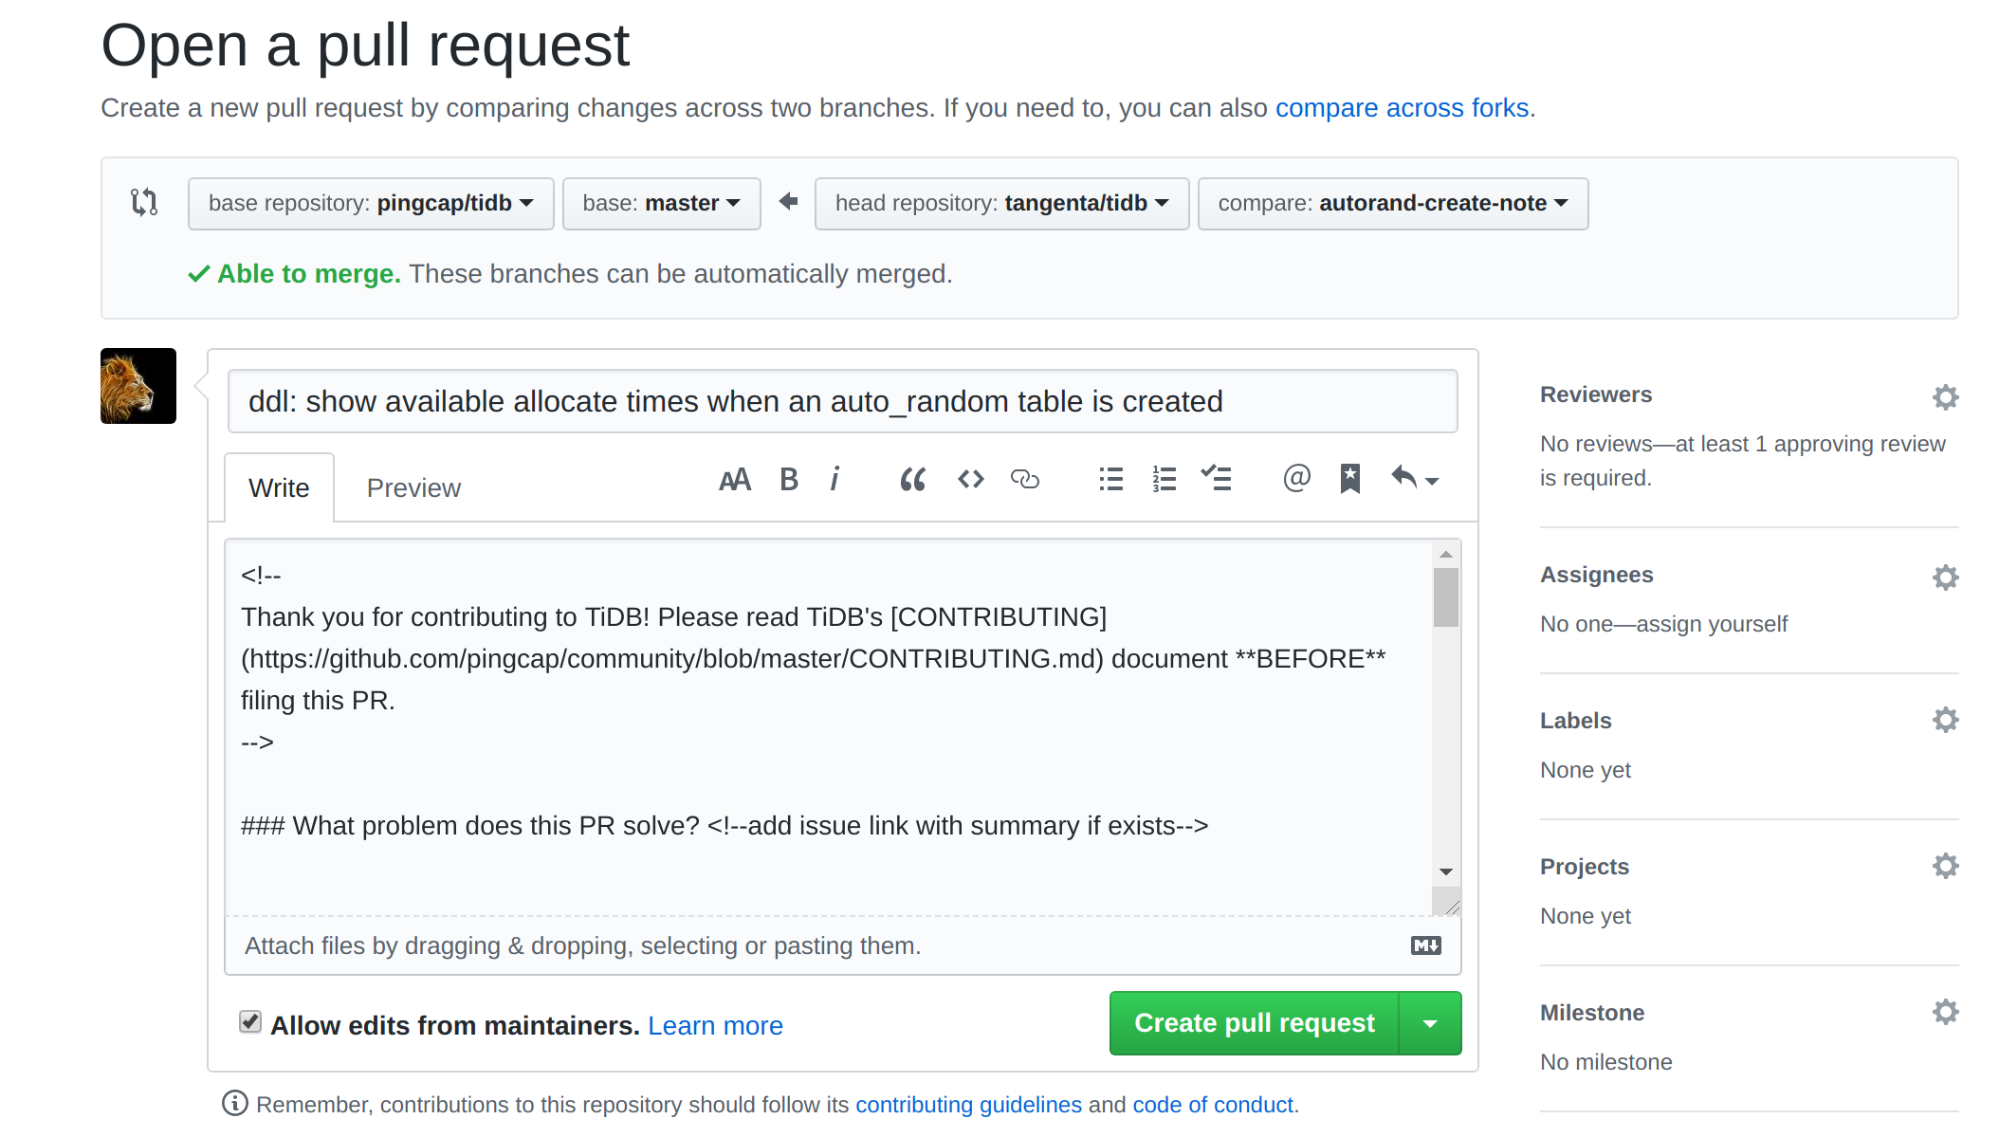 Open a pull request
Create a new pull request by comparing changes across two branches. If you need to, you can also compare across forks.
base repository: pingcap/tidb base: master head repository: tangenta/tidb compare: autorand-create-note
Able to merge. These branches can be automatically merged.
ddl: show available allocate times when an auto_random table is created
Write Preview
<!--
Thank you for contributing to TiDB! Please read TiDB's [CONTRIBUTING]
(https://github.com/pingcap/community/blob/master/CONTRIBUTING.md) document **BEFORE**
filing this PR.
-->
### What problem does this PR solve? <!--add issue link with summary if exists-->
Attach files by dragging & dropping, selecting or pasting them.
Allow edits from maintainers. Learn more
Create pull request
Remember, contributions to this repository should follow its contributing guidelines and code of conduct.
Reviewers
No reviews—at least 1 approving review
is required.
Assignees
No one—assign yourself
Labels
None yet
Projects
None yet
Milestone
No milestone